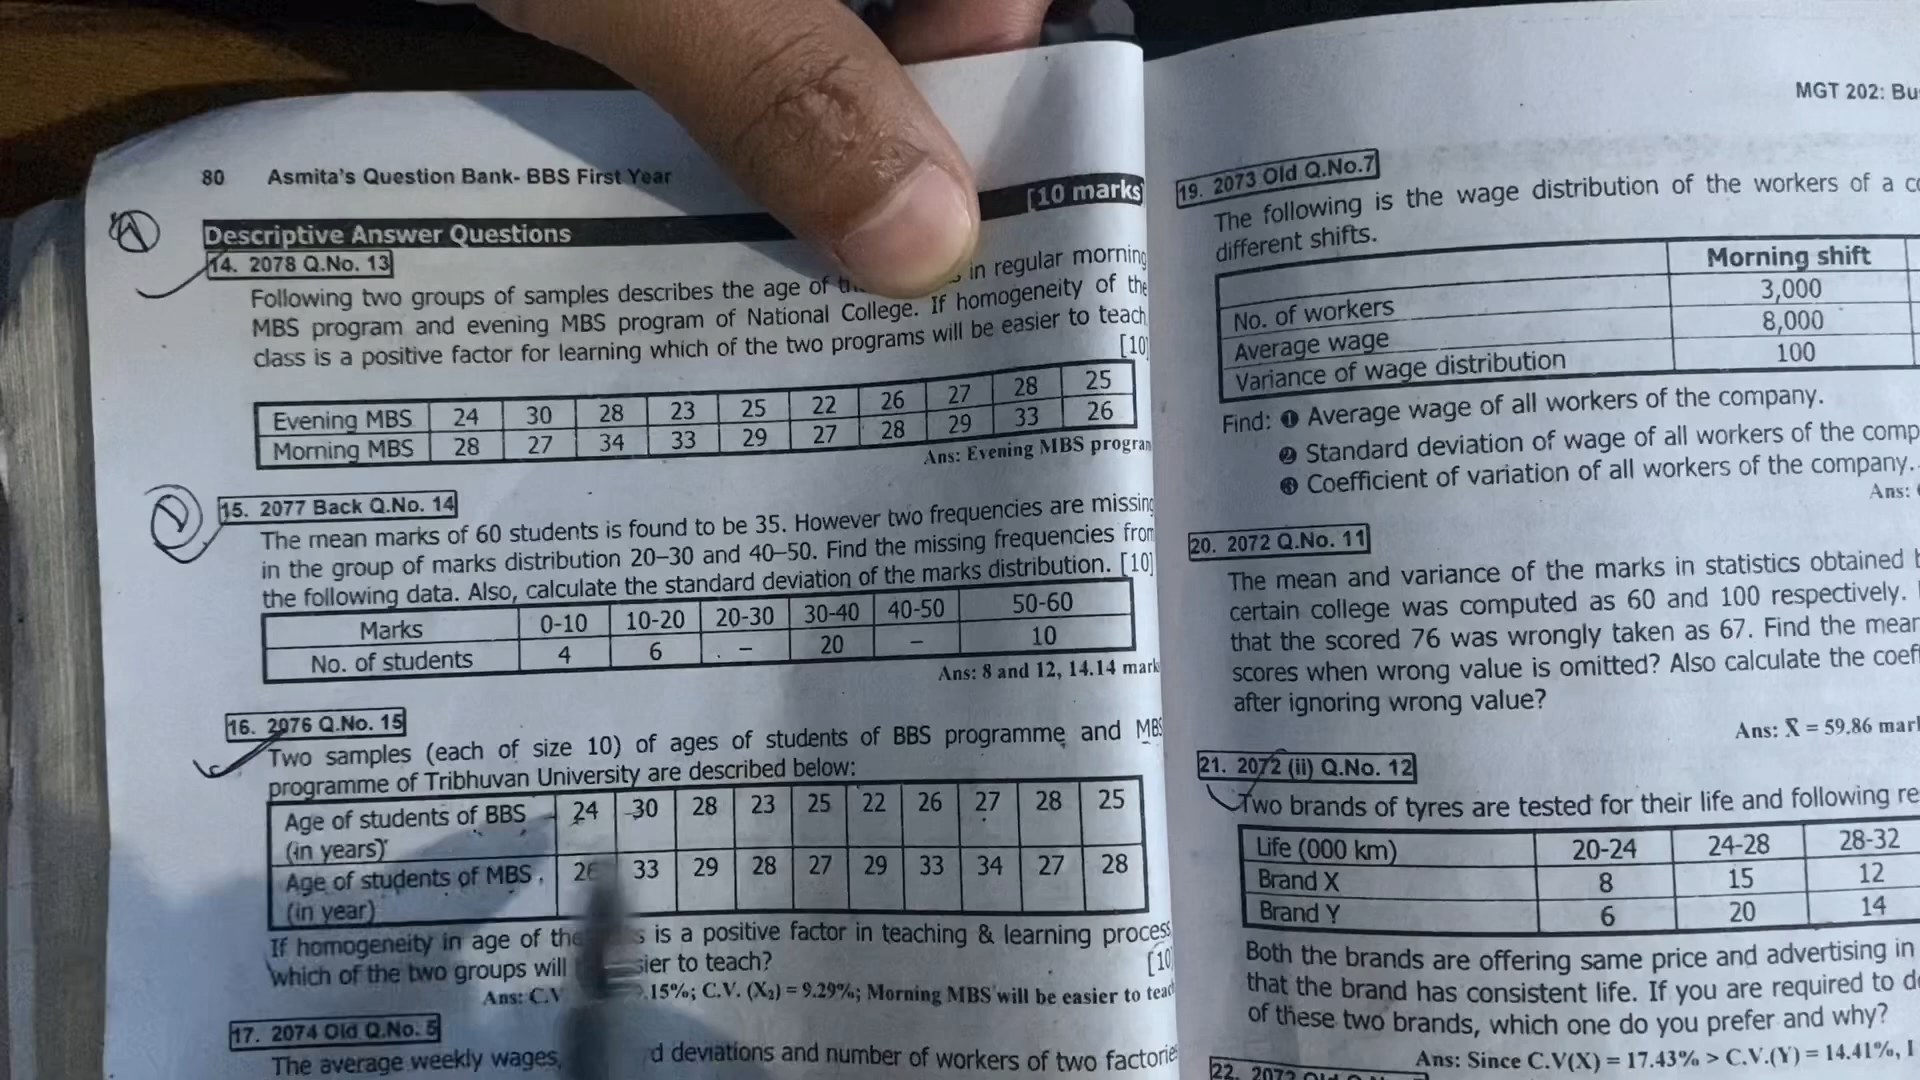 80 Asmita's Question Bank- BBS First Year
[10 marks
Descriptive Answer Questions
14. 2078 Q.No. 13
Following two groups of samples describes the age of in regular morning
MBS program and evening MBS program of National College. If homogeneity of the
class is a positive factor for learning which of the two programs will be easier to teach
[10
Evening MBS 24 30 28 23 25 22 26 27 28 25
Morning MBS 28 27 34 33 29 27 28 29 33 26
Ans: Evening MBS progran
15. 2077 Back Q.No. 14
The mean marks of 60 students is found to be 35. However two frequencies are missing
in the group of marks distribution 20–30 and 40–50. Find the missing frequencies from
the following data. Also, calculate the standard deviation of the marks distribution. [10]
Marks 0-10 10-20 20-30 30-40 40-50 50-60
No. of students 4 6 – 20 – 10
Ans: 8 and 12, 14.14 mark
16. 2076 Q.No. 15
Two samples (each of size 10) of ages of students of BBS programme and MBS
programme of Tribhuvan University are described below:
Age of students of BBS 24 30 28 23 25 22 26 27 28 25
(in years)
Age of students of MBS 26 33 29 28 27 29 33 34 27 28
(in year)
If homogeneity in age of the is a positive factor in teaching & learning process
which of the two groups will to teach?
[10
Ans: C.V .15%; C.V. (X₂) = 9.29%; Morning MBS will be easier to teach
17. 2074 Old Q.No. 5
The average weekly wages, deviations and number of workers of two factories
MGT 202: Bu
19. 2073 Old Q.No.7
The following is the wage distribution of the workers of a co
different shifts.
Morning shift
No. of workers 3,000
Average wage 8,000
Variance of wage distribution 100
Find: ❶ Average wage of all workers of the company.
❷ Standard deviation of wage of all workers of the comp
❸ Coefficient of variation of all workers of the company.
Ans:
20. 2072 Q.No. 11
The mean and variance of the marks in statistics obtained b
certain college was computed as 60 and 100 respectively.
that the scored 76 was wrongly taken as 67. Find the mean
scores when wrong value is omitted? Also calculate the coeff
after ignoring wrong value?
Ans: X̄ = 59.86 mark
21. 2072 (ii) Q.No. 12
Two brands of tyres are tested for their life and following re
Life (000 km) 20-24 24-28 28-32
Brand X 8 15 12
Brand Y 6 20 14
Both the brands are offering same price and advertising in
that the brand has consistent life. If you are required to de
of these two brands, which one do you prefer and why?
Ans: Since C.V(X) = 17.43% > C.V.(Y) = 14.41%, I
22. 2072 Old